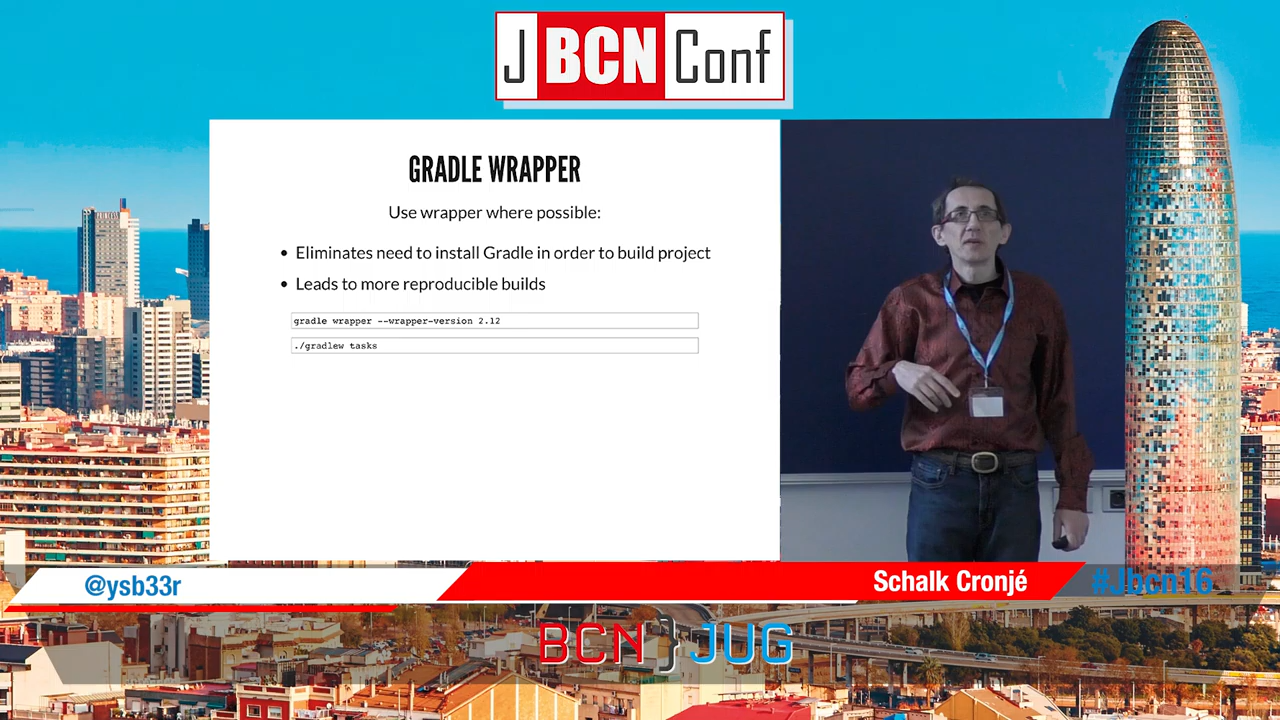 JBCNConf
GRADLE WRAPPER
Use wrapper where possible:
• Eliminates need to install Gradle in order to build project
• Leads to more reproducible builds
gradle wrapper --wrapper-version 2.12
./gradlew tasks
@ysb33r
Schalk Cronjé
#Jbcn16
BCN}JUG